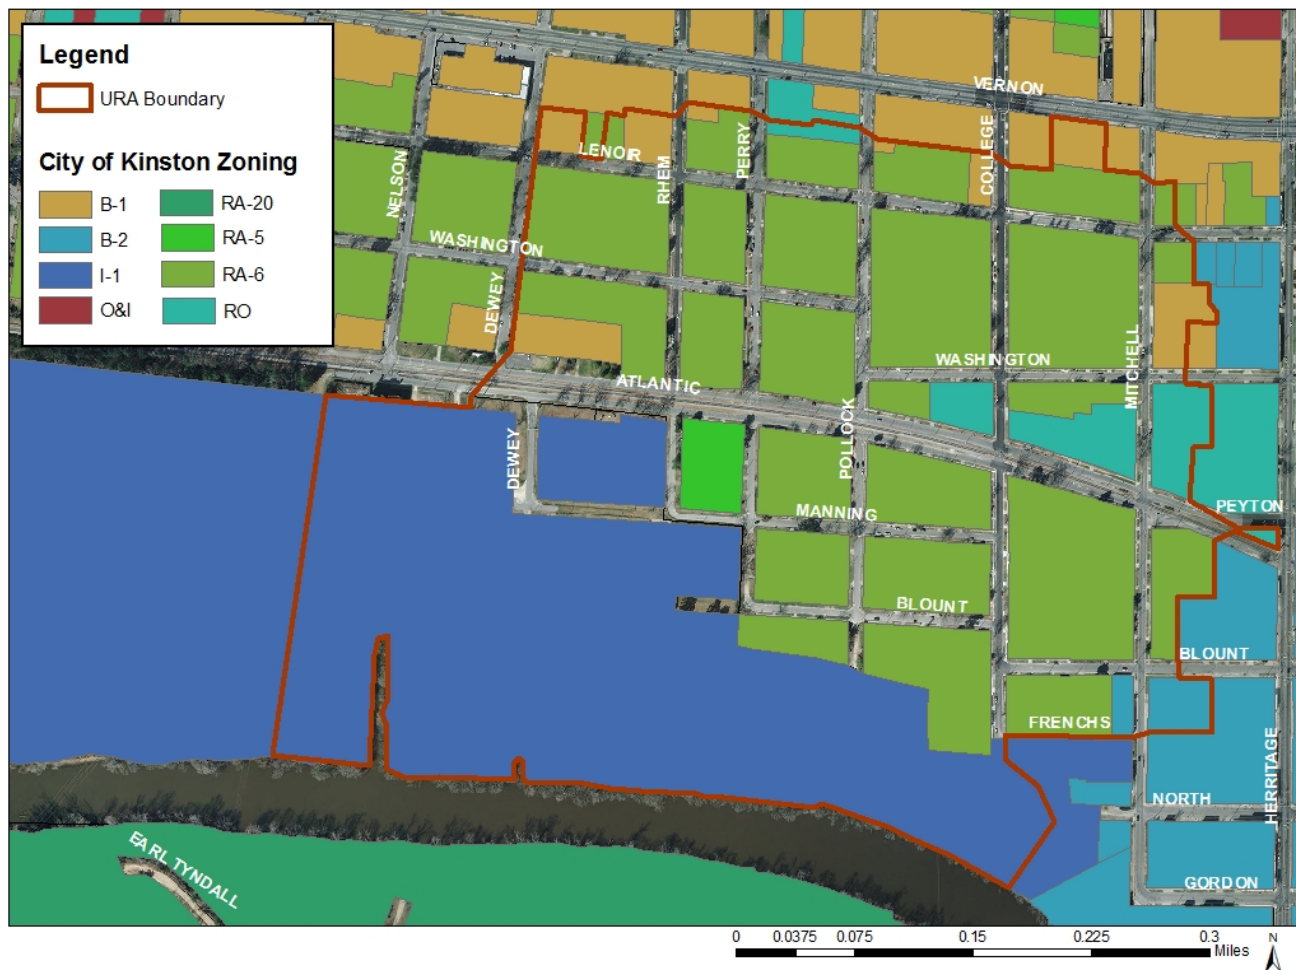 Legend
URA Boundary
City of Kinston Zoning
B-1
RA-20
B-2
RA-5
I-1
RA-6
O&I
RO
VERNON
LENOIR
NELSON
RHEM
PERRY
COLLEGE
WASHINGTON
DEWEY
MITCHELL
WASHINGTON
ATLANTIC
POLLOCK
DEWEY
PEYTON
MANNING
BLOUNT
BLOUNT
FRENCHS
HERRITAGE
NORTH
EARL TYNDALL
GORDON
0 0.0375 0.075 0.15 0.225 0.3
Miles
N